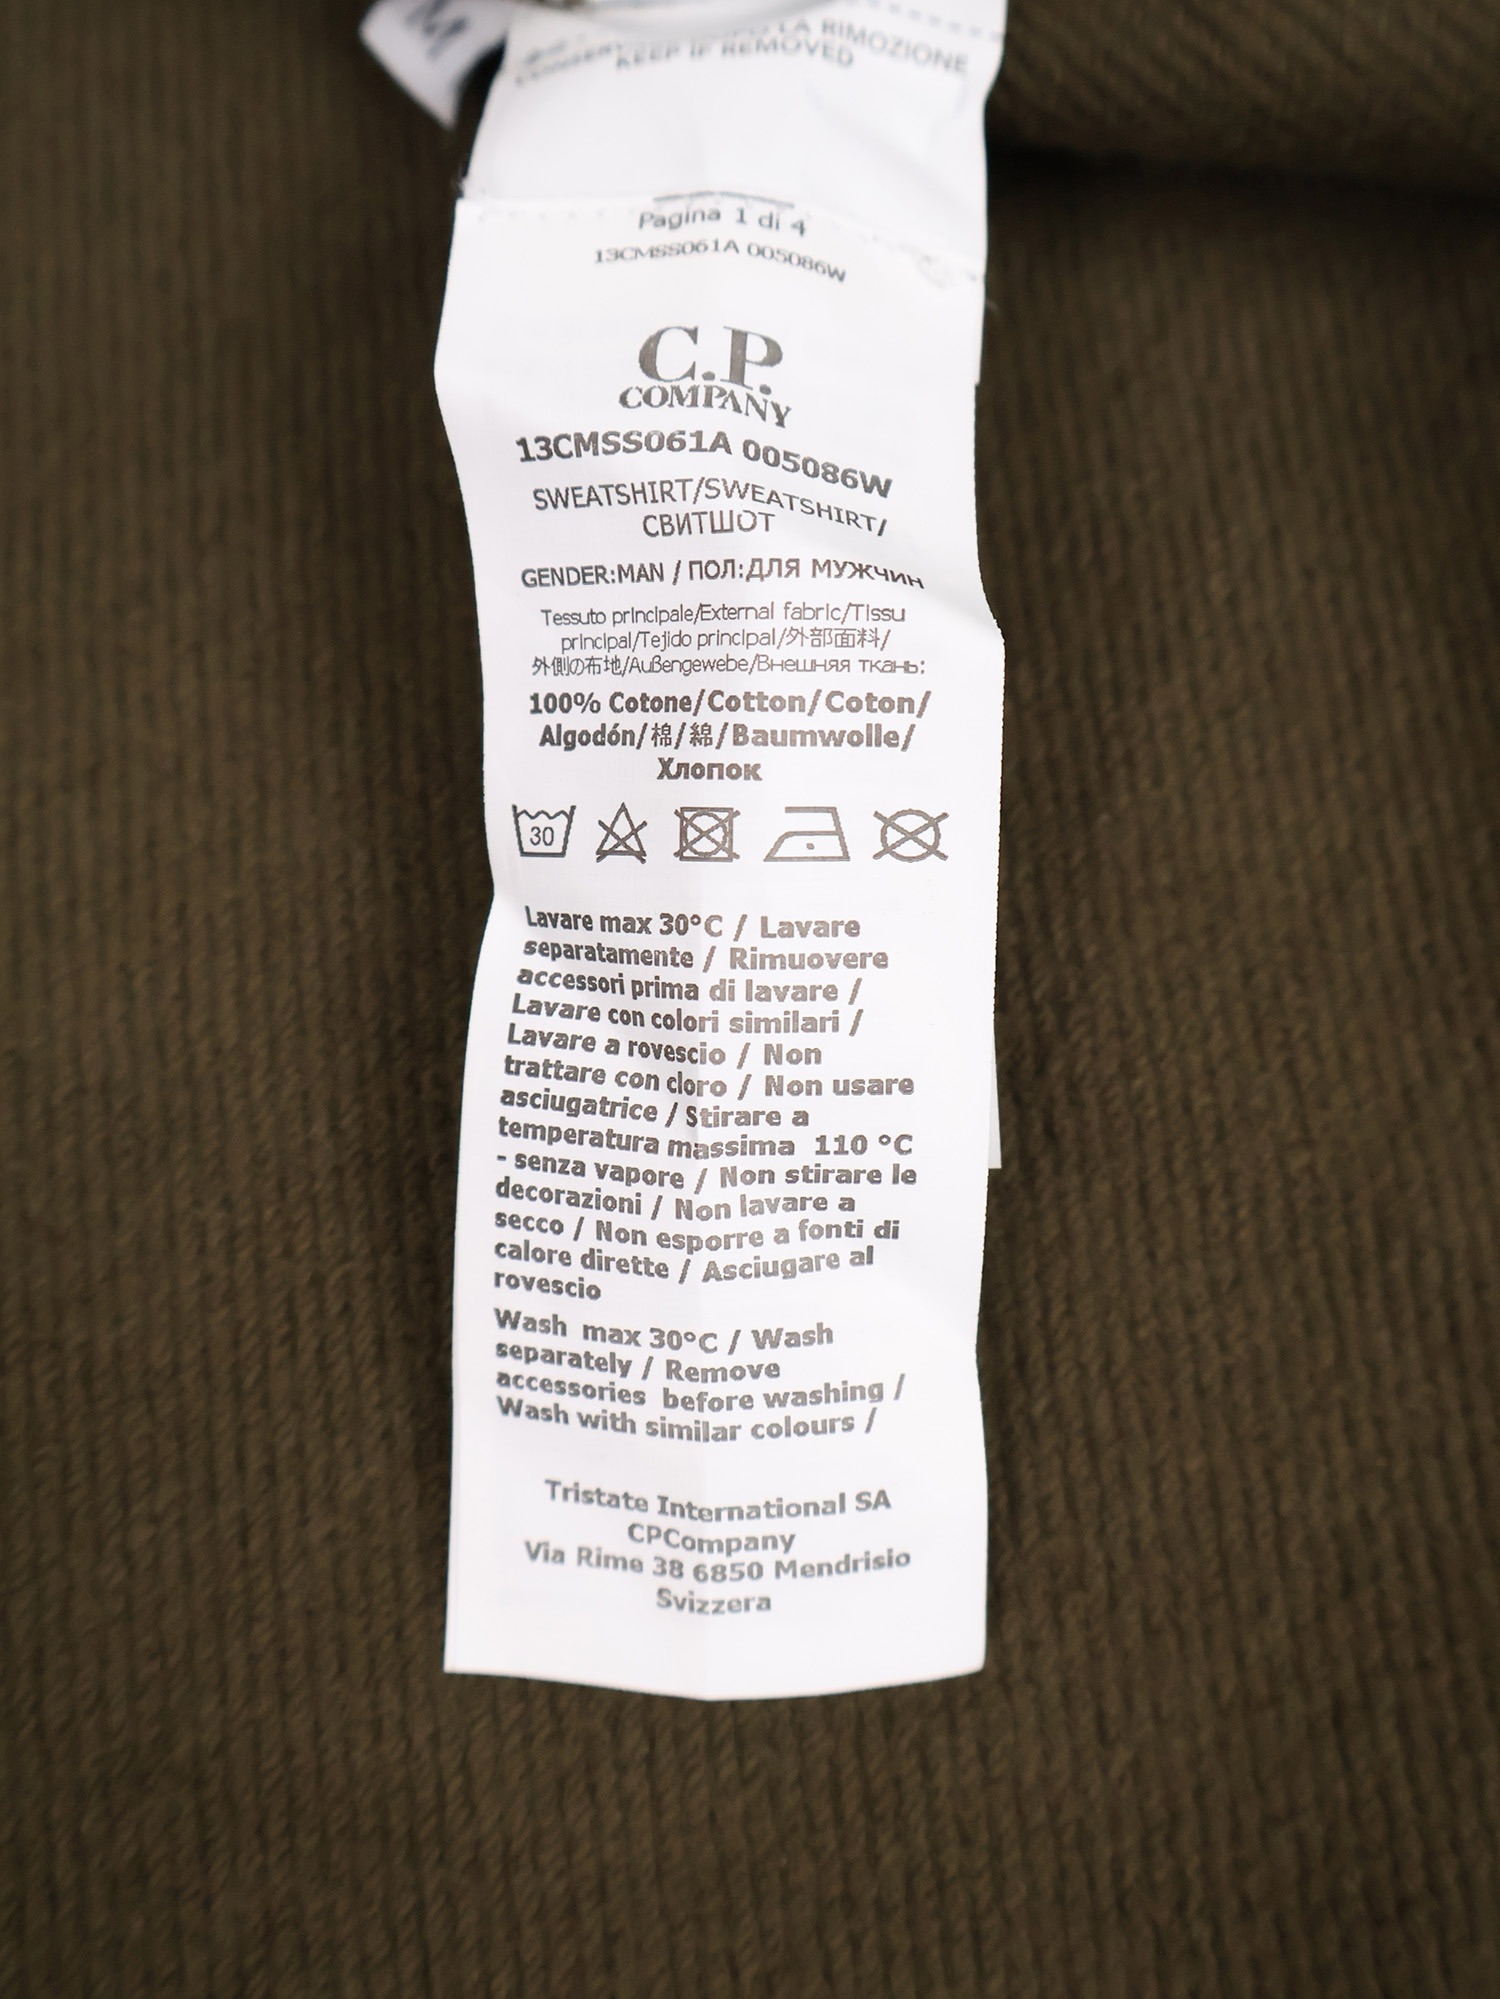 M
LA RIMOZIONE
KEEP IF REMOVED
Pagina 1 di 4
13CMSS061A 005086W
C.P.
COMPANY
13CMSS061A 005086W
SWEATSHIRT/SWEATSHIRT/
СВИТШОТ
GENDER:MAN / ПОЛ:ДЛЯ МУЖЧИН
Tessuto principale/External fabric/Tissu
principal/Tejido principal/外部面料/
外側の布地/Außengewebe/Внешняя ткань:
100% Cotone/Cotton/Coton/
Algodón/棉/綿/Baumwolle/
Хлопок
30
Lavare max 30°C / Lavare
separatamente / Rimuovere
accessori prima di lavare /
Lavare con colori similari /
Lavare a rovescio / Non
trattare con cloro / Non usare
asciugatrice / Stirare a
temperatura massima 110 °C
- senza vapore / Non stirare le
decorazioni / Non lavare a
secco / Non esporre a fonti di
calore dirette / Asciugare al
rovescio
Wash max 30°C / Wash
separately / Remove
accessories before washing /
Wash with similar colours /
Tristate International SA
CPCompany
Via Rime 38 6850 Mendrisio
Svizzera